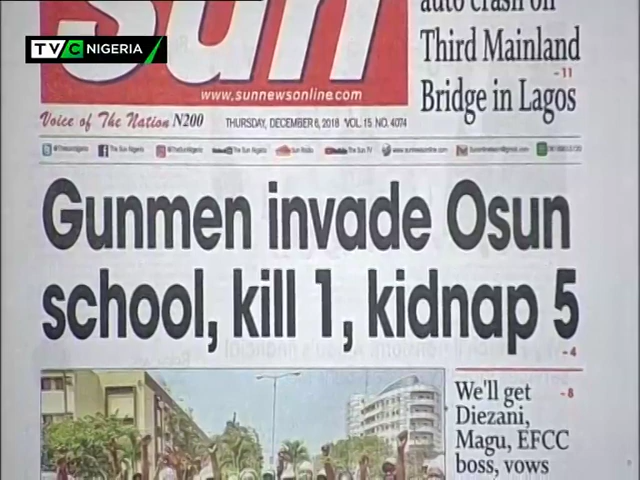 TVC NIGERIA
Sun
www.sunnewsonline.com
auto crash on
Third Mainland
- 11
Bridge in Lagos
Voice of The Nation N200
THURSDAY, DECEMBER 6, 2018 VOL. 15 NO. 4074
Gunmen invade Osun
school, kill 1, kidnap 5
- 4
We'll get - 8
Diezani,
Magu, EFCC
boss, vows